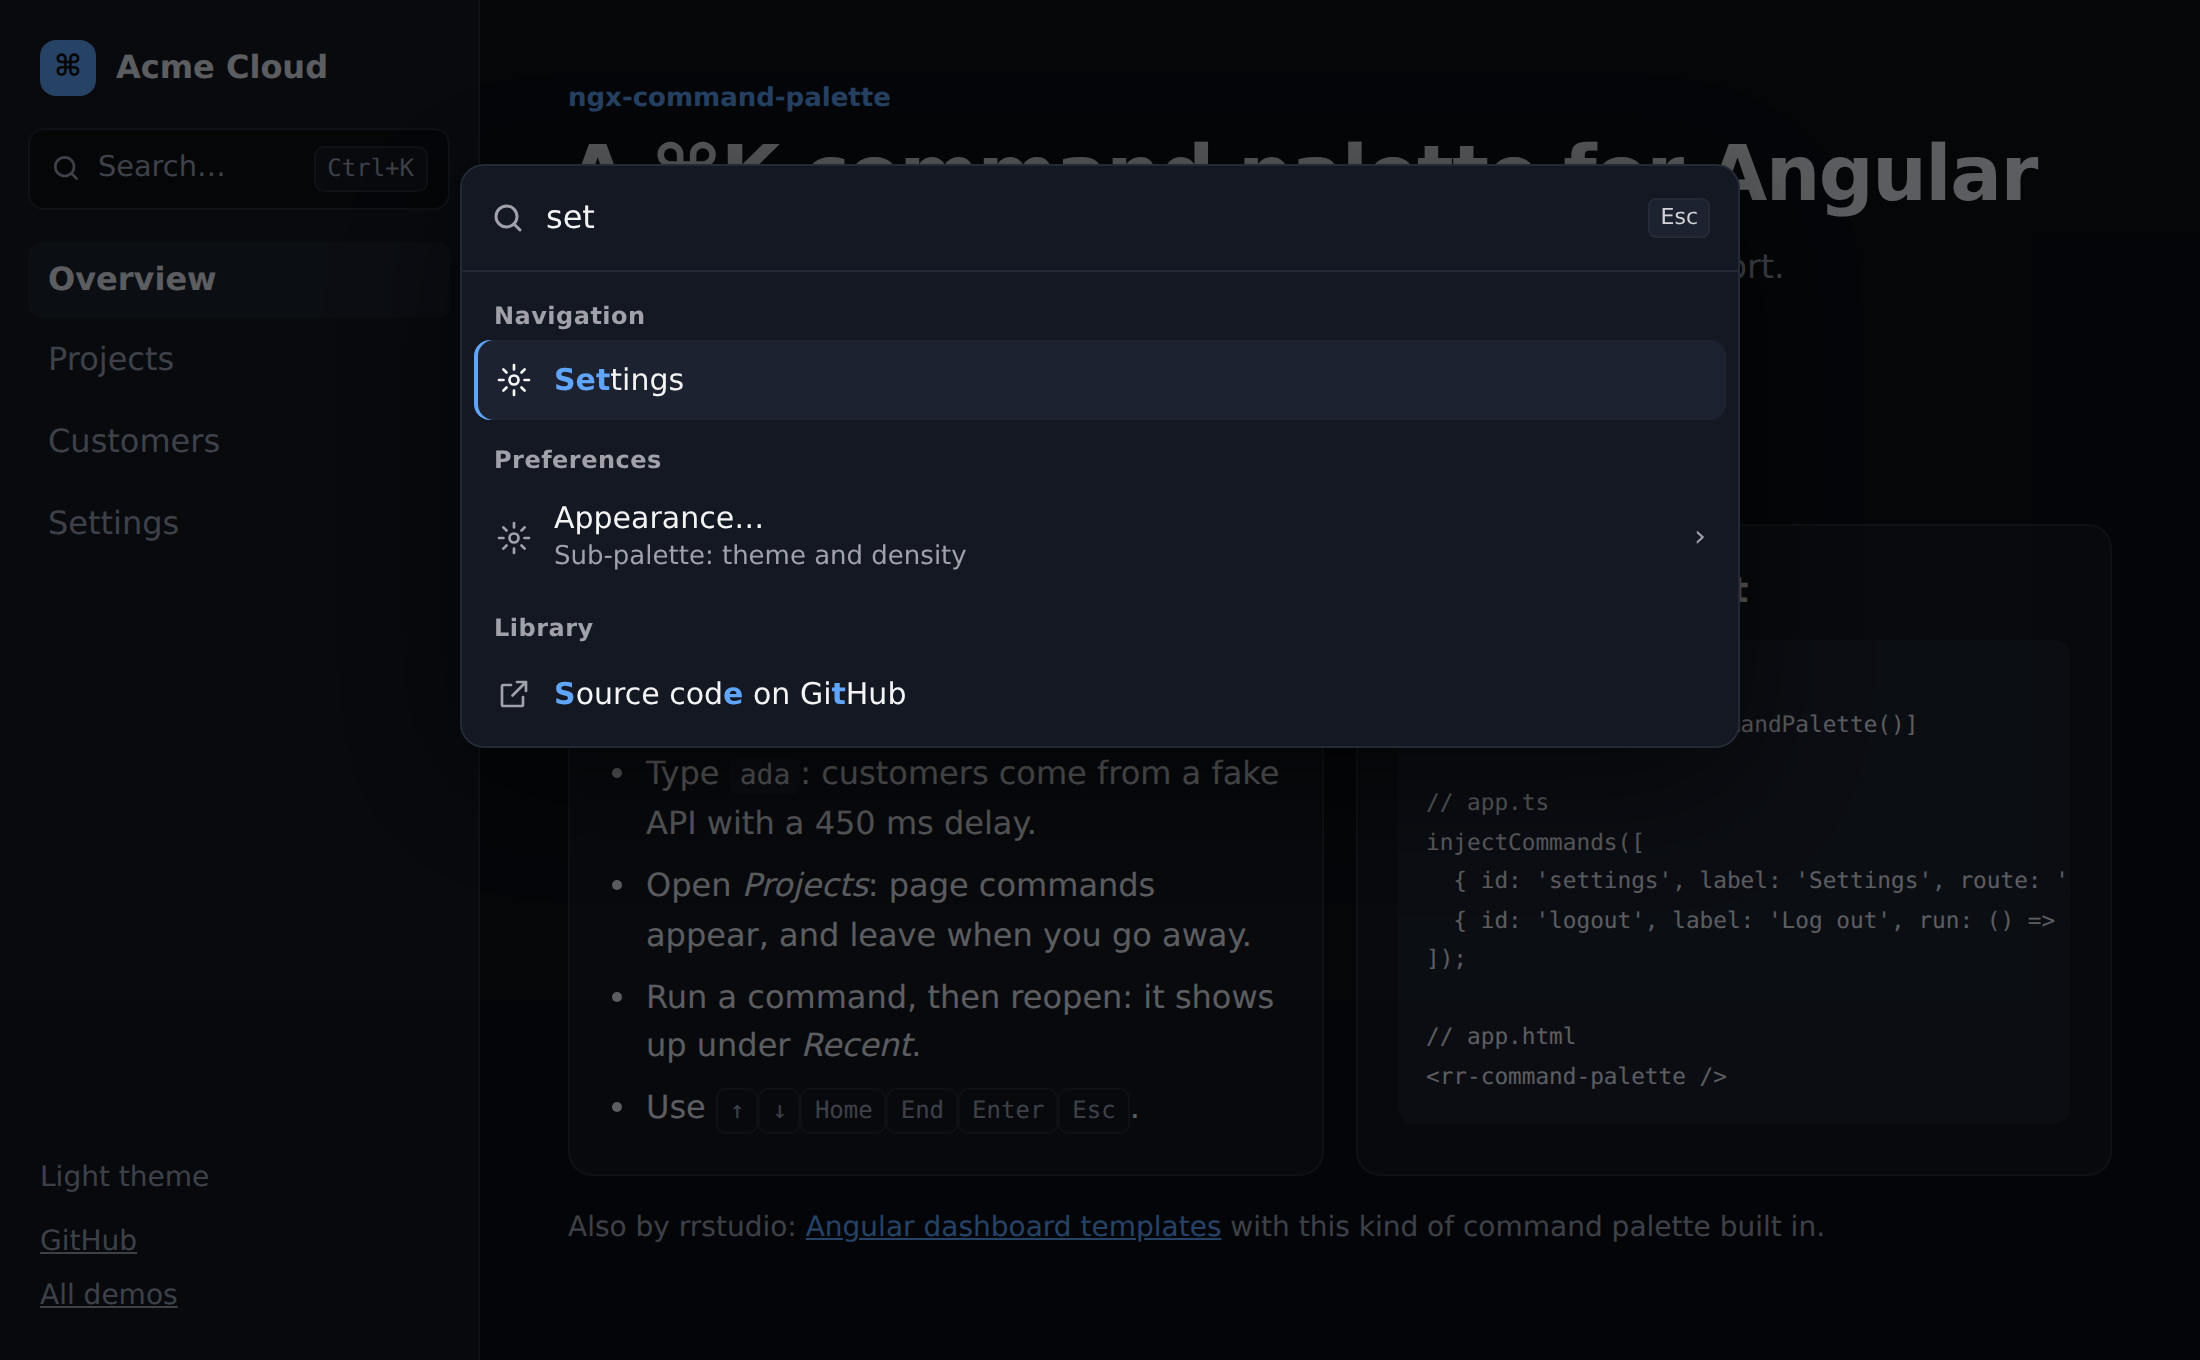 ⌘ Acme Cloud
Search… Ctrl+K
Overview
Projects
Customers
Settings
Light theme
GitHub
All demos
ngx-command-palette
A ⌘K command palette for Angular
set Esc
Navigation
Settings
Preferences
Appearance…
Sub-palette: theme and density
›
Library
Source code on GitHub
Type ada: customers come from a fake
API with a 450 ms delay.
Open Projects: page commands
appear, and leave when you go away.
Run a command, then reopen: it shows
up under Recent.
Use ↑ ↓ Home End Enter Esc.
andPalette()]
// app.ts
injectCommands([
{ id: 'settings', label: 'Settings', route: '
{ id: 'logout', label: 'Log out', run: () =>
]);
// app.html
<rr-command-palette />
Also by rrstudio: Angular dashboard templates with this kind of command palette built in.